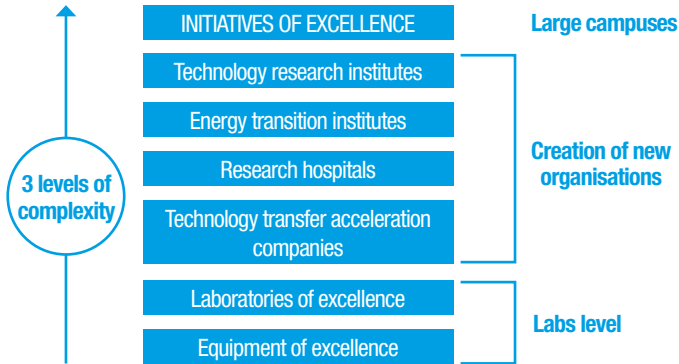 INITIATIVES OF EXCELLENCE
Large campuses
Technology research institutes
Energy transition institutes
Research hospitals
Technology transfer acceleration
companies
Creation of new
organisations
3 levels of
complexity
Laboratories of excellence
Equipment of excellence
Labs level